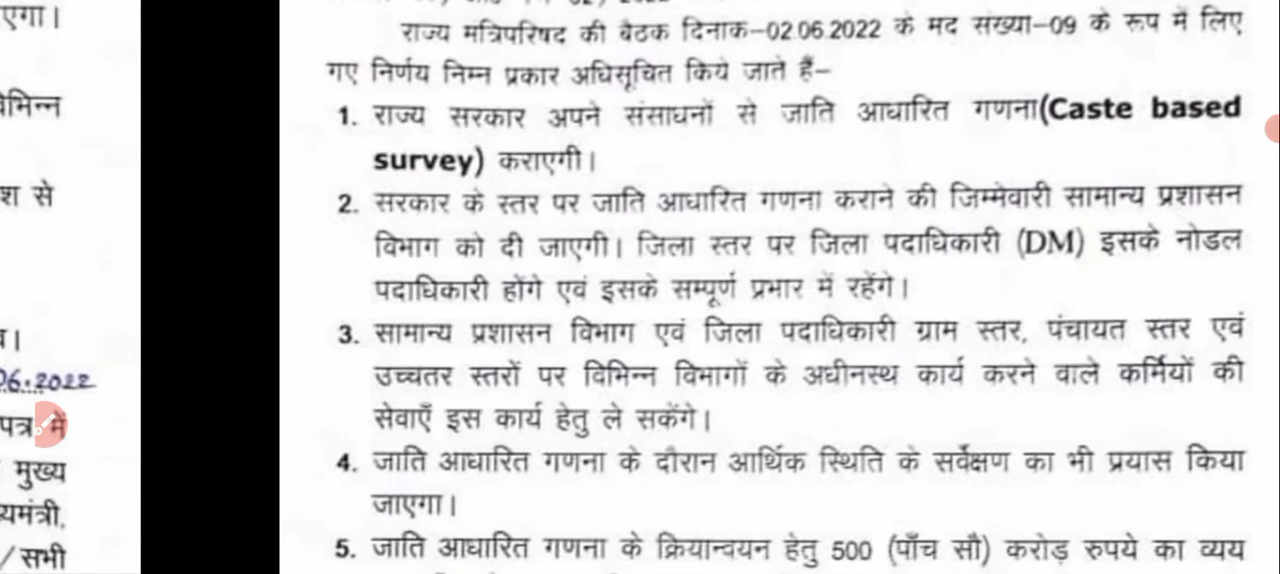 एगा।
भिन्न
श से
06.2022
पत्र में
मुख्य
यमंत्री,
/सभी
राज्य मंत्रिपरिषद की बैठक दिनाक-02.06.2022 के मद संख्या-09 के रूप में लिए
गए निर्णय निम्न प्रकार अधिसूचित किये जाते हैं-
1. राज्य सरकार अपने संसाधनों से जाति आधारित गणना(Caste based
survey) कराएगी।
2. सरकार के स्तर पर जाति आधारित गणना कराने की जिम्मेवारी सामान्य प्रशासन
विभाग को दी जाएगी। जिला स्तर पर जिला पदाधिकारी (DM) इसके नोडल
पदाधिकारी होंगे एवं इसके सम्पूर्ण प्रभार में रहेंगे।
3. सामान्य प्रशासन विभाग एवं जिला पदाधिकारी ग्राम स्तर, पंचायत स्तर एवं
उच्चतर स्तरों पर विभिन्न विभागों के अधीनस्थ कार्य करने वाले कर्मियों की
सेवाएँ इस कार्य हेतु ले सकेंगे।
4. जाति आधारित गणना के दौरान आर्थिक स्थिति के सर्वेक्षण का भी प्रयास किया
जाएगा।
5. जाति आधारित गणना के क्रियान्वयन हेतु 500 (पाँच सौ) करोड़ रुपये का व्यय